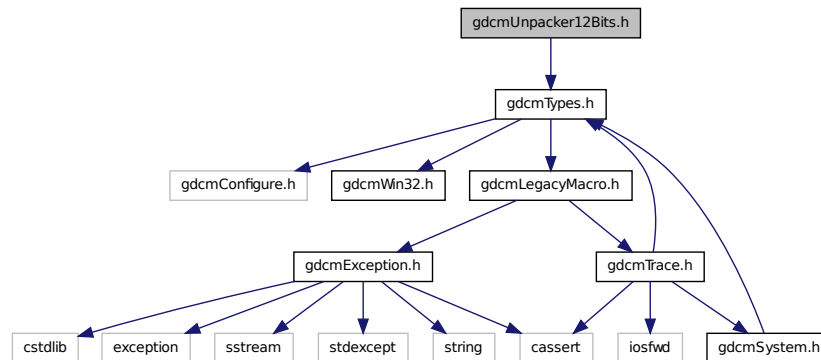 gdcmUnpacker12Bits.h
gdcmTypes.h
gdcmConfigure.h
gdcmWin32.h
gdcmLegacyMacro.h
gdcmException.h
gdcmTrace.h
cstdlib
exception
sstream
stdexcept
string
cassert
iosfwd
gdcmSystem.h